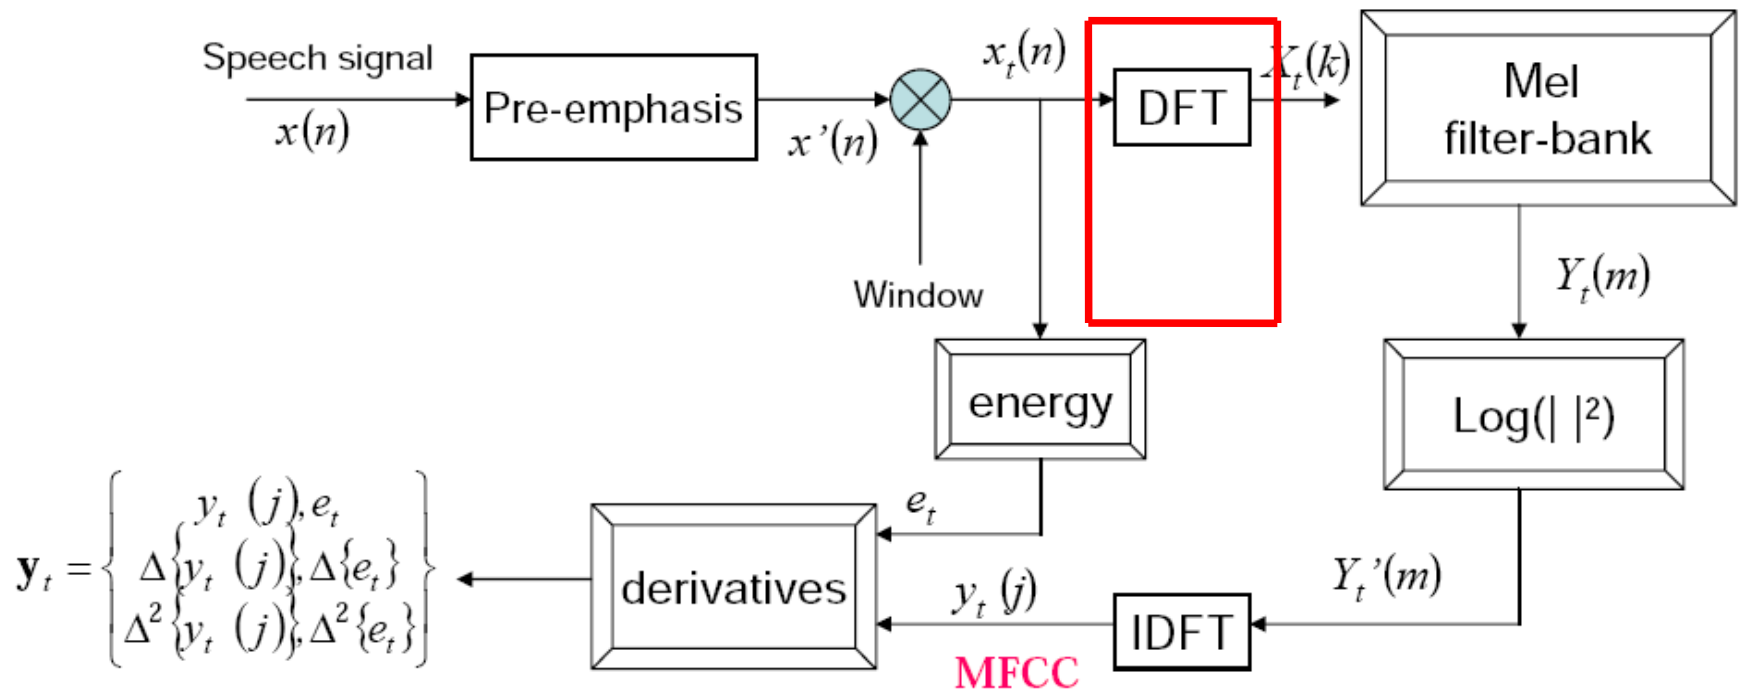 Speech signal
x(n)
Pre-emphasis
x’(n)
Window
x_t(n)
DFT
X_t(k)
Mel
filter-bank
Y_t(m)
Log(| |²)
Y_t’(m)
IDFT
y_t (j)
MFCC
energy
e_t
derivatives
y_t = { y_t (j), e_t
Δ{y_t (j)}, Δ{e_t}
Δ²{y_t (j)}, Δ²{e_t} }